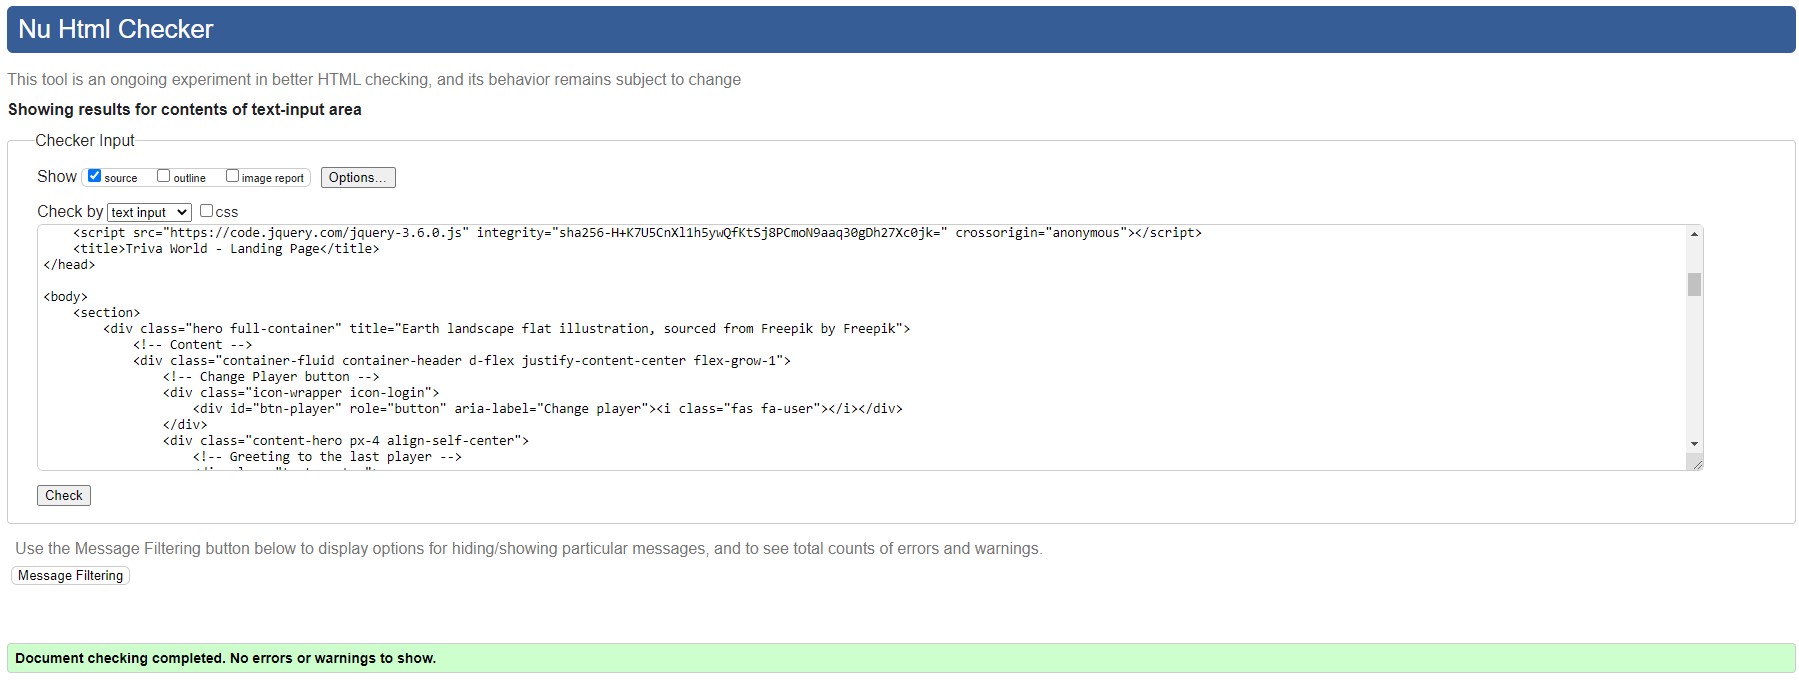 Nu Html Checker
This tool is an ongoing experiment in better HTML checking, and its behavior remains subject to change
Showing results for contents of text-input area
Checker Input
Show source outline image report Options...
Check by text input css
<script src="https://code.jquery.com/jquery-3.6.0.js" integrity="sha256-H+K7U5CnXl1h5ywQfKtSj8PCmoN9aaq30gDh27Xc0jk=" crossorigin="anonymous"></script>
<title>Triva World - Landing Page</title>
</head>
<body>
<section>
<div class="hero full-container" title="Earth landscape flat illustration, sourced from Freepik by Freepik">
<!-- Content -->
<div class="container-fluid container-header d-flex justify-content-center flex-grow-1">
<!-- Change Player button -->
<div class="icon-wrapper icon-login">
<div id="btn-player" role="button" aria-label="Change player"><i class="fas fa-user"></i></div>
</div>
<div class="content-hero px-4 align-self-center">
<!-- Greeting to the last player -->
Check
Use the Message Filtering button below to display options for hiding/showing particular messages, and to see total counts of errors and warnings.
Message Filtering
Document checking completed. No errors or warnings to show.